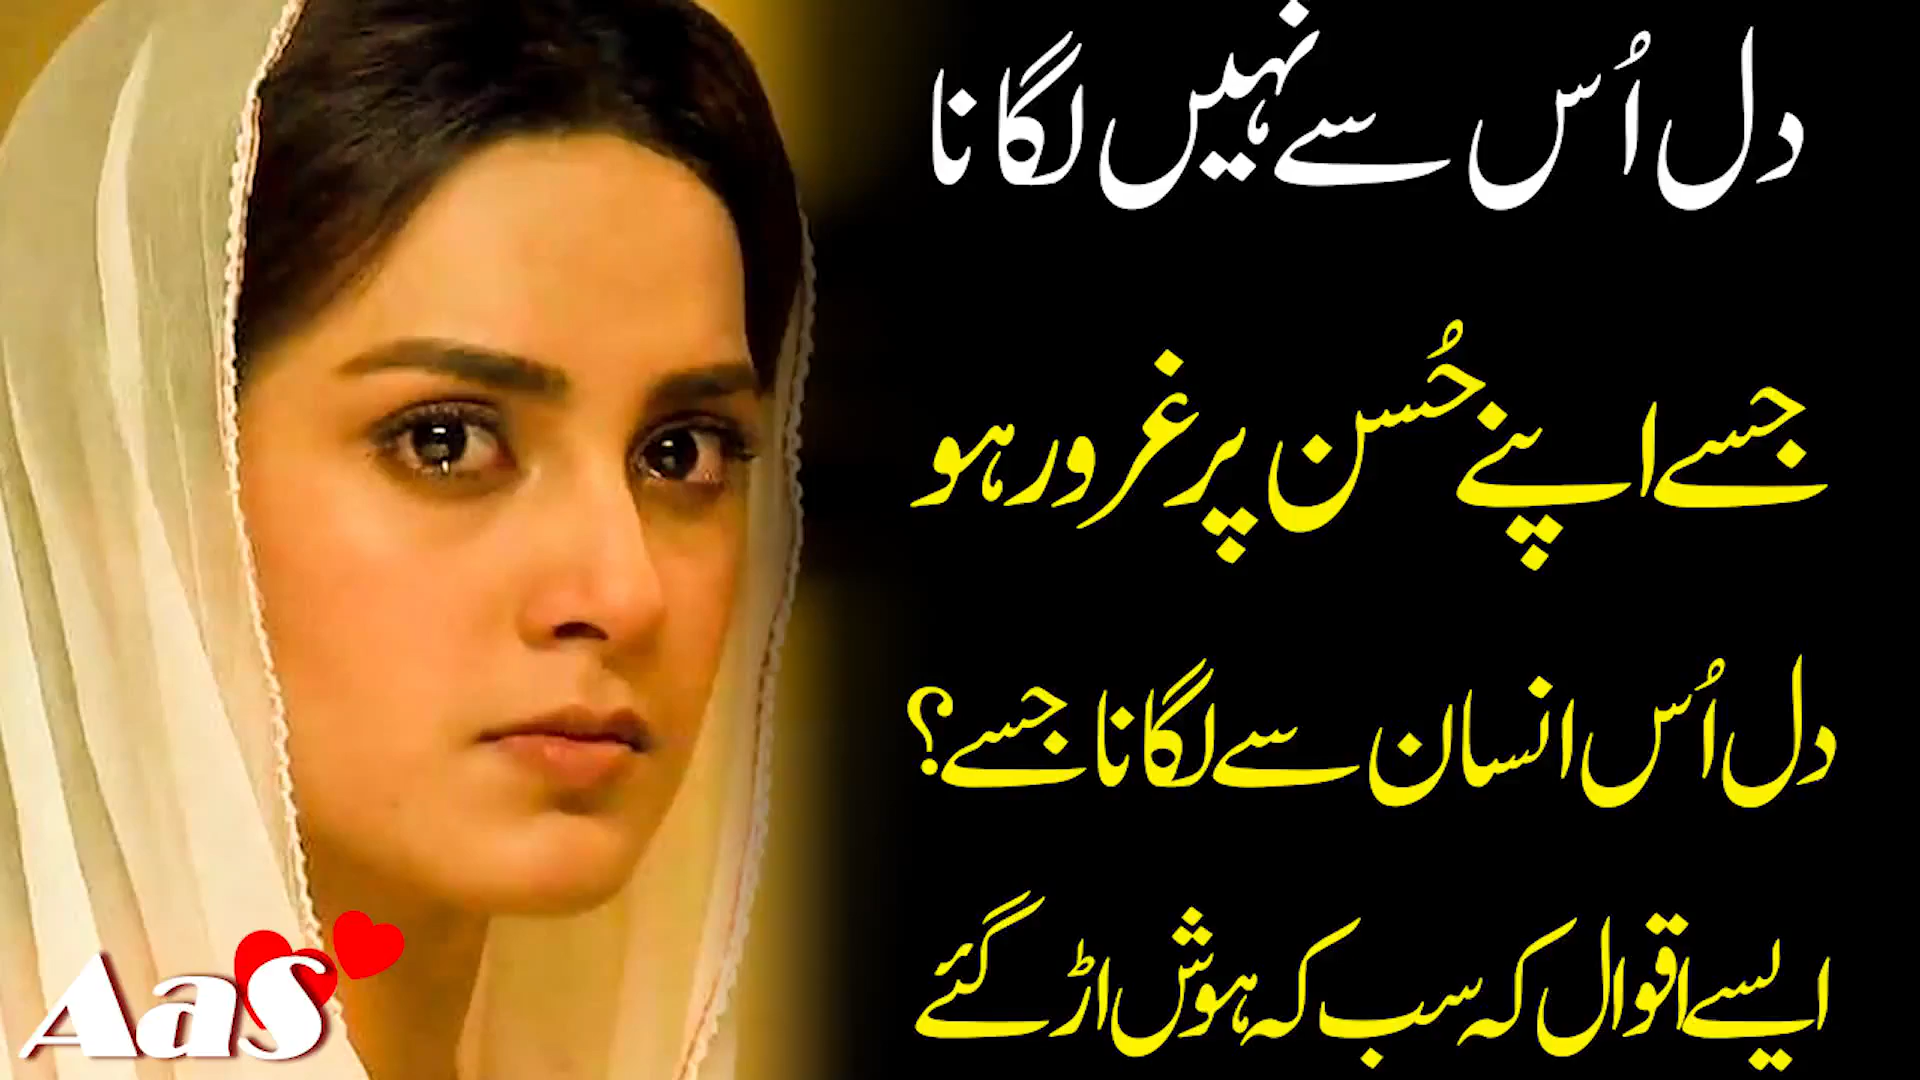 دل اُس سے نہیں لگانا
جسے اپنے حُسن پر غرور ہو
دل اُس انسان سے لگانا جسے؟
ایسے اقوال کہ سب کہ ہوش اڑ گئے
AaS